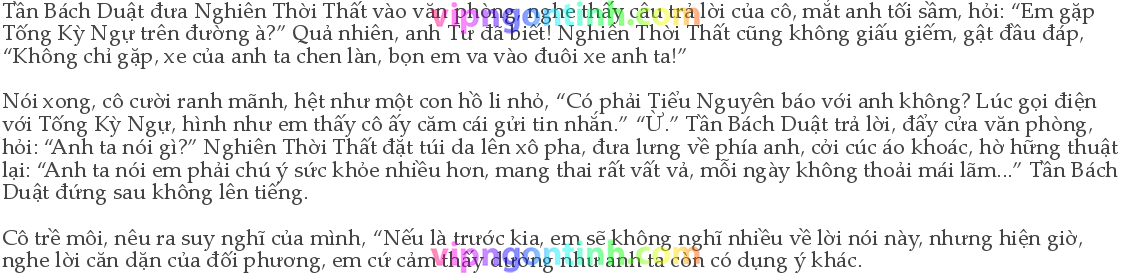 Tần Bách Duật đưa Nghiên Thời Thất vào văn phòng, nghe thấy câu trả lời của cô, mắt anh tối sầm, hỏi: “Em gặp
Tống Kỳ Ngự trên đường à?” Quả nhiên, anh Tư đã biết! Nghiên Thời Thất cũng không giấu giếm, gật đầu đáp,
“Không chỉ gặp, xe của anh ta chen làn, bọn em va vào đuôi xe anh ta!”
Nói xong, cô cười ranh mãnh, hệt như một con hồ li nhỏ, “Có phải Tiểu Nguyên báo với anh không? Lúc gọi điện
với Tống Kỳ Ngự, hình như em thấy cô ấy cầm cái gửi tin nhắn.” “Ừ.” Tần Bách Duật trả lời, đẩy cửa văn phòng,
hỏi: “Anh ta nói gì?” Nghiên Thời Thất đặt túi da lên xô pha, đưa lưng về phía anh, cởi cúc áo khoác, hờ hững thuật
lại: “Anh ta nói em phải chú ý sức khỏe nhiều hơn, mang thai rất vất vả, mỗi ngày không thoải mái lắm...” Tần Bách
Duật đứng sau không lên tiếng.
Cô trề môi, nêu ra suy nghĩ của mình, “Nếu là trước kia, em sẽ không nghĩ nhiều về lời nói này, nhưng hiện giờ,
nghe lời căn dặn của đối phương, em cứ cảm thấy dường như anh ta còn có dụng ý khác.
vipngontinh.com
vipngontinh.com